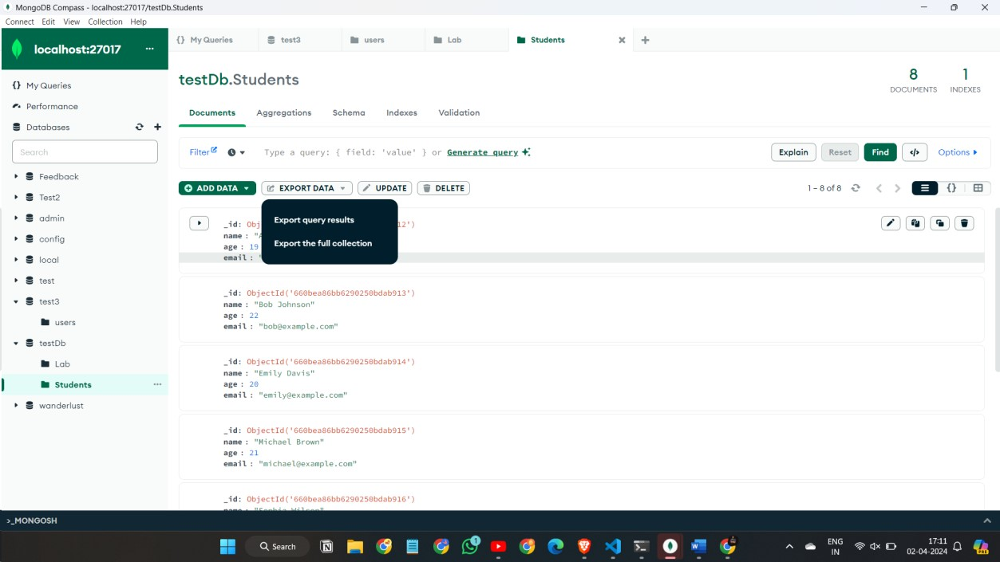 MongoDB Compass - localhost:27017/testDb.Students
Connect Edit View Collection Help
localhost:27017 ...
{} My Queries
test3
users
Lab
Students
{} My Queries
Performance
Databases
Search
Feedback
Test2
admin
config
local
test
test3
users
testDb
Lab
Students
wanderlust
testDb.Students
8
DOCUMENTS
1
INDEXES
Documents Aggregations Schema Indexes Validation
Filter Type a query: { field: 'value' } or Generate query Explain Reset Find </> Options
ADD DATA EXPORT DATA UPDATE DELETE 1 – 8 of 8 {}
Export query results
Export the full collection
_id: Obj 12')
name : "A
age : 19
email : "
_id: ObjectId('660bea86bb6290250bdab913')
name : "Bob Johnson"
age : 22
email : "bob@example.com"
_id: ObjectId('660bea86bb6290250bdab914')
name : "Emily Davis"
age : 20
email : "emily@example.com"
_id: ObjectId('660bea86bb6290250bdab915')
name : "Michael Brown"
age : 21
email : "michael@example.com"
_id: ObjectId('660bea86bb6290250bdab916')
name : "Sophia Wilson"
>_MONGOSH
Search
1
ENG
IN
17:11
02-04-2024